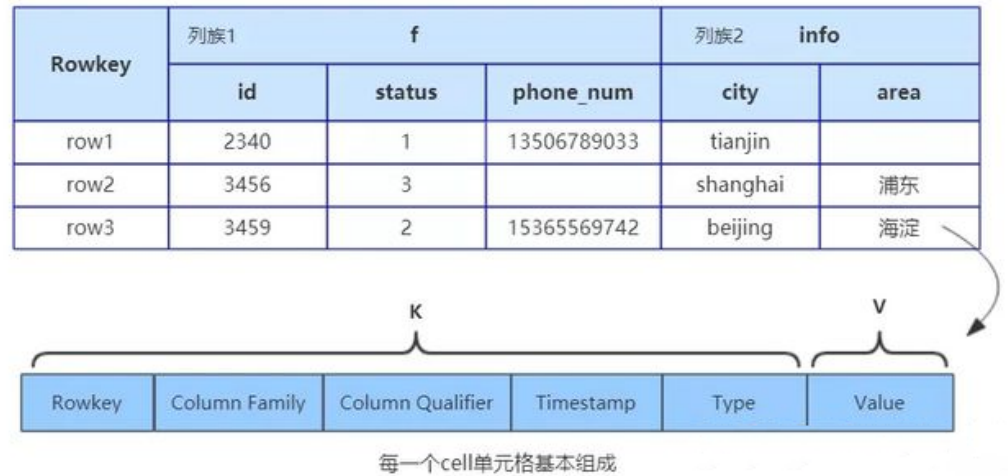 Rowkey 列族1 f 列族2 info
id status phone_num city area
row1 2340 1 13506789033 tianjin
row2 3456 3 shanghai 浦东
row3 3459 2 15365569742 beijing 海淀
K V
Rowkey Column Family Column Qualifier Timestamp Type Value
每一个cell单元格基本组成